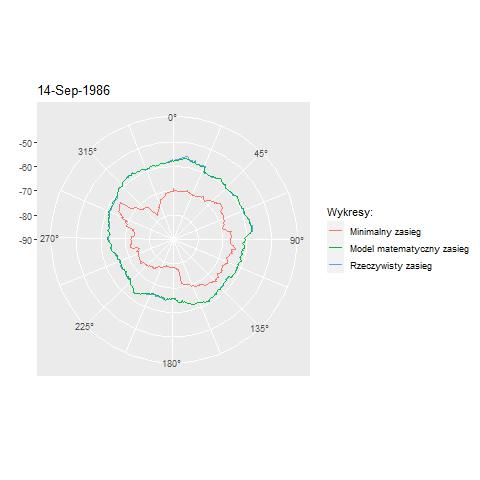 14-Sep-1986
0°
45°
90°
135°
180°
225°
270°
315°
-50
-60
-70
-80
-90
Wykresy:
Minimalny zasieg
Model matematyczny zasieg
Rzeczywisty zasieg